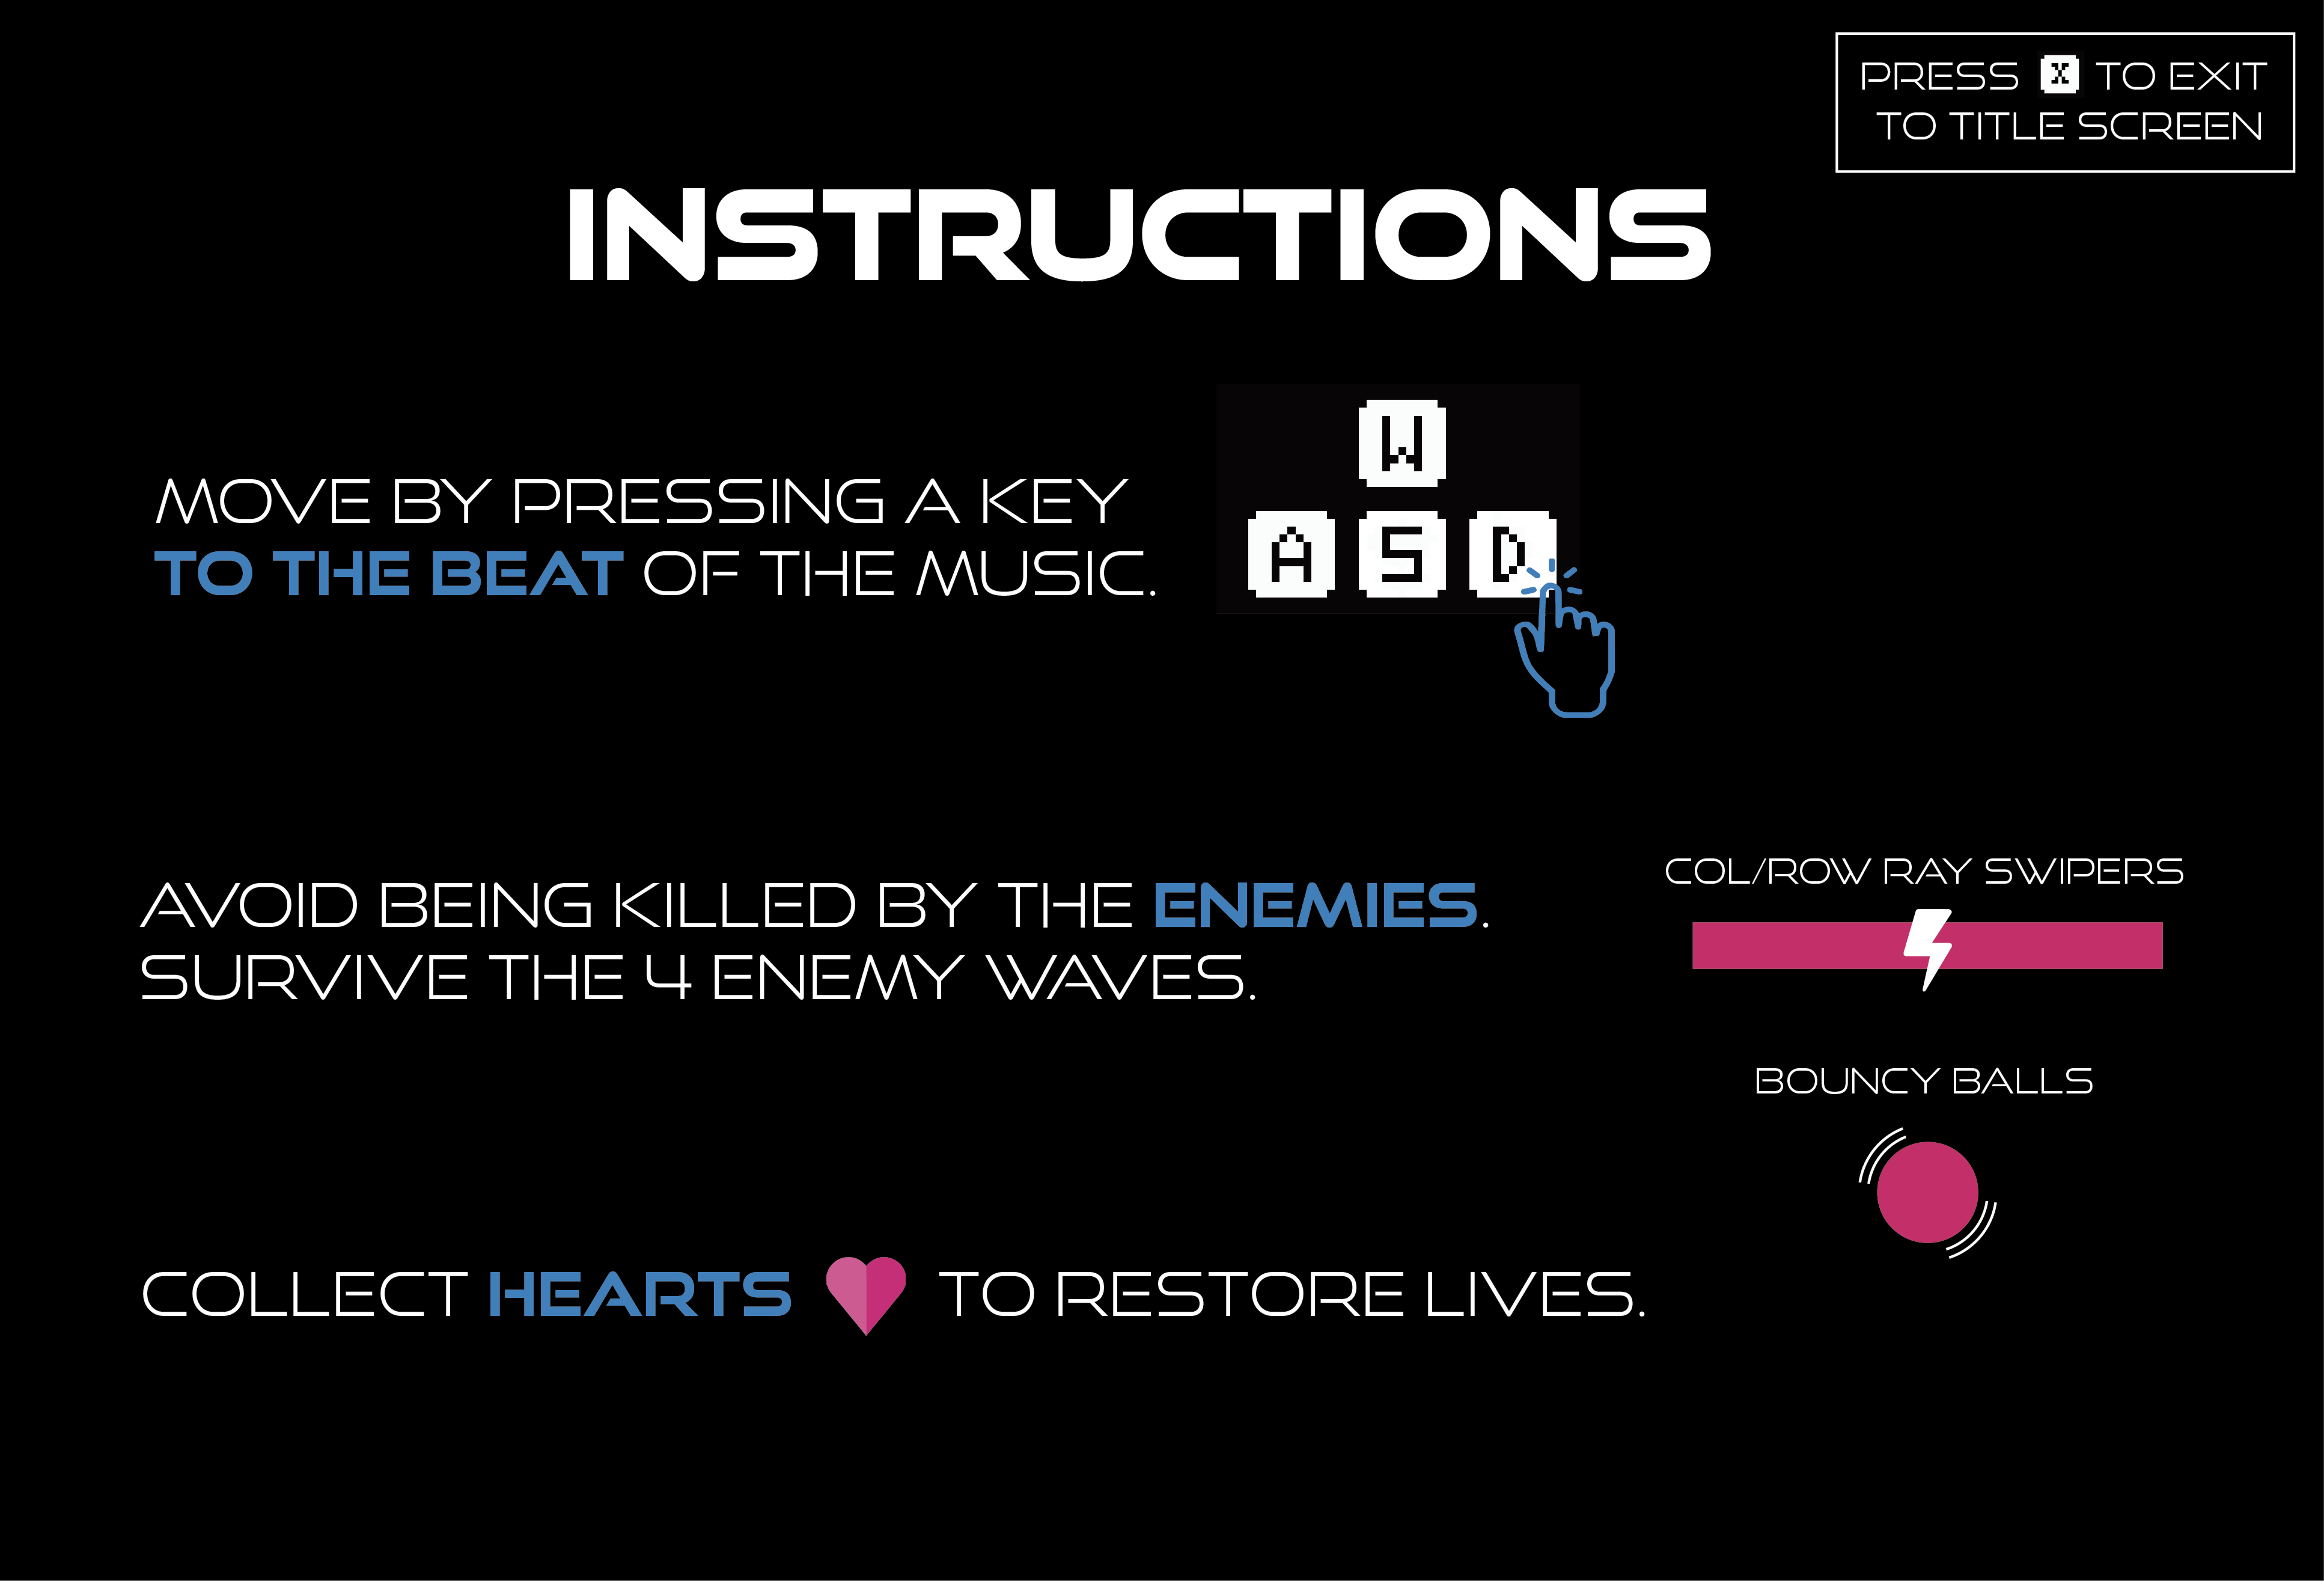 PRESS X TO EXIT
TO TITLE SCREEN
INSTRUCTIONS
MOVE BY PRESSING A KEY
TO THE BEAT OF THE MUSIC.
W
A S D
AVOID BEING KILLED BY THE ENEMIES.
SURVIVE THE 4 ENEMY WAVES.
COL/ROW RAY SWIPERS
BOUNCY BALLS
COLLECT HEARTS TO RESTORE LIVES.